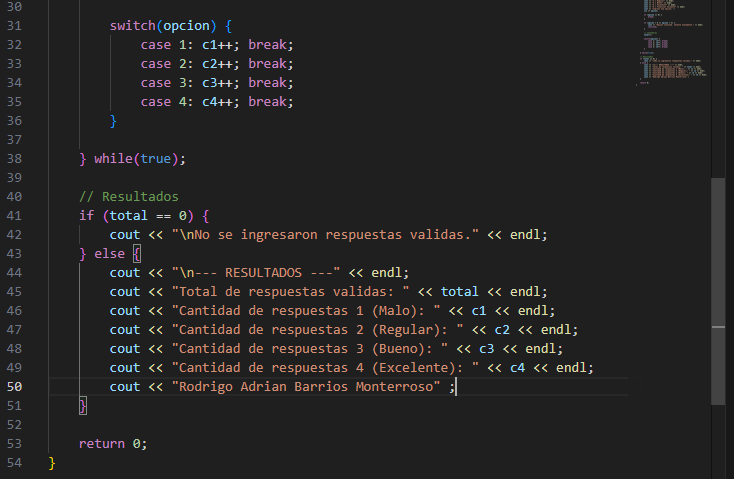 30
31 switch(opcion) {
32 case 1: c1++; break;
33 case 2: c2++; break;
34 case 3: c3++; break;
35 case 4: c4++; break;
36 }
37
38 } while(true);
39
40 // Resultados
41 if (total == 0) {
42 cout << "\nNo se ingresaron respuestas validas." << endl;
43 } else {
44 cout << "\n--- RESULTADOS ---" << endl;
45 cout << "Total de respuestas validas: " << total << endl;
46 cout << "Cantidad de respuestas 1 (Malo): " << c1 << endl;
47 cout << "Cantidad de respuestas 2 (Regular): " << c2 << endl;
48 cout << "Cantidad de respuestas 3 (Bueno): " << c3 << endl;
49 cout << "Cantidad de respuestas 4 (Excelente): " << c4 << endl;
50 cout << "Rodrigo Adrian Barrios Monterroso" ;
51 }
52
53 return 0;
54 }